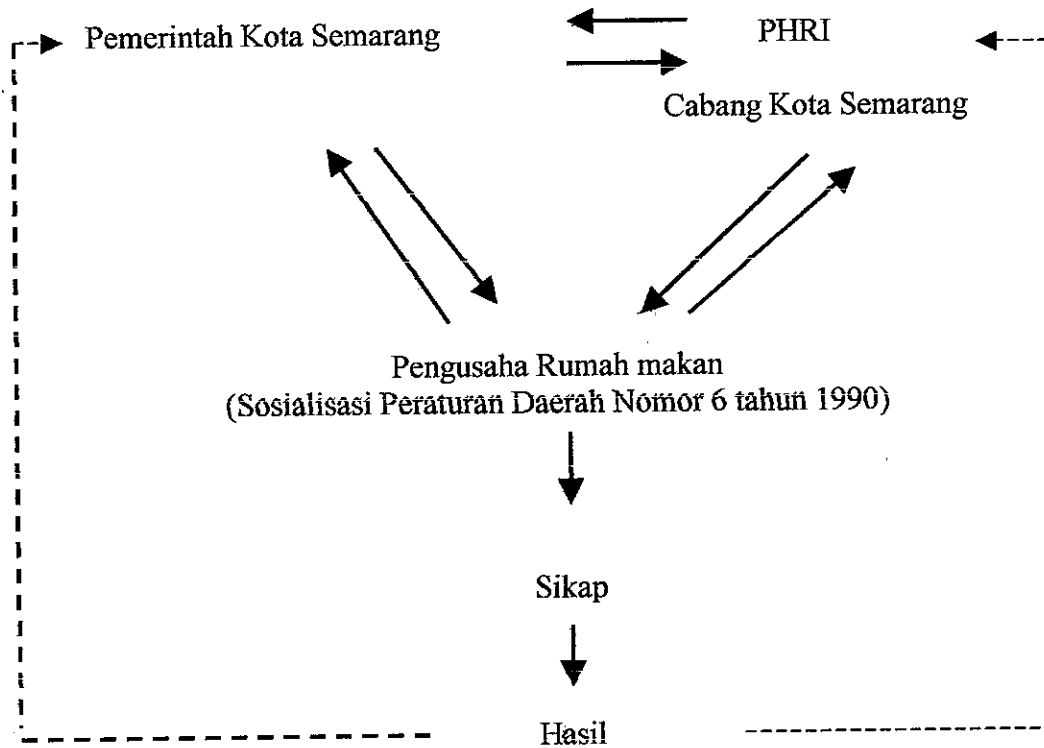 Pemerintah Kota Semarang
PHRI
Cabang Kota Semarang
Pengusaha Rumah makan
(Sosialisasi Peraturan Daerah Nomor 6 tahun 1990)
Sikap
Hasil